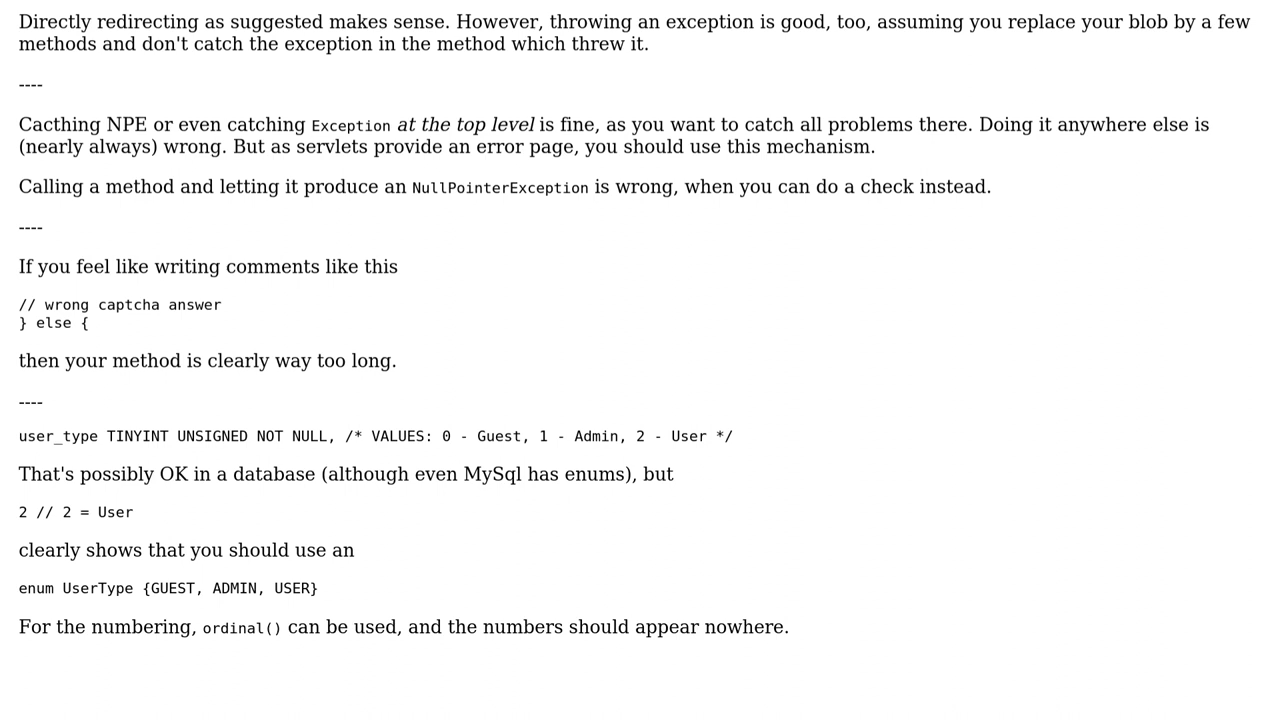 Directly redirecting as suggested makes sense. However, throwing an exception is good, too, assuming you replace your blob by a few
methods and don't catch the exception in the method which threw it.
----
Cacthing NPE or even catching Exception at the top level is fine, as you want to catch all problems there. Doing it anywhere else is
(nearly always) wrong. But as servlets provide an error page, you should use this mechanism.
Calling a method and letting it produce an NullPointerException is wrong, when you can do a check instead.
----
If you feel like writing comments like this
// wrong captcha answer
} else {
then your method is clearly way too long.
----
user_type TINYINT UNSIGNED NOT NULL, /* VALUES: 0 - Guest, 1 - Admin, 2 - User */
That's possibly OK in a database (although even MySql has enums), but
2 // 2 = User
clearly shows that you should use an
enum UserType {GUEST, ADMIN, USER}
For the numbering, ordinal() can be used, and the numbers should appear nowhere.